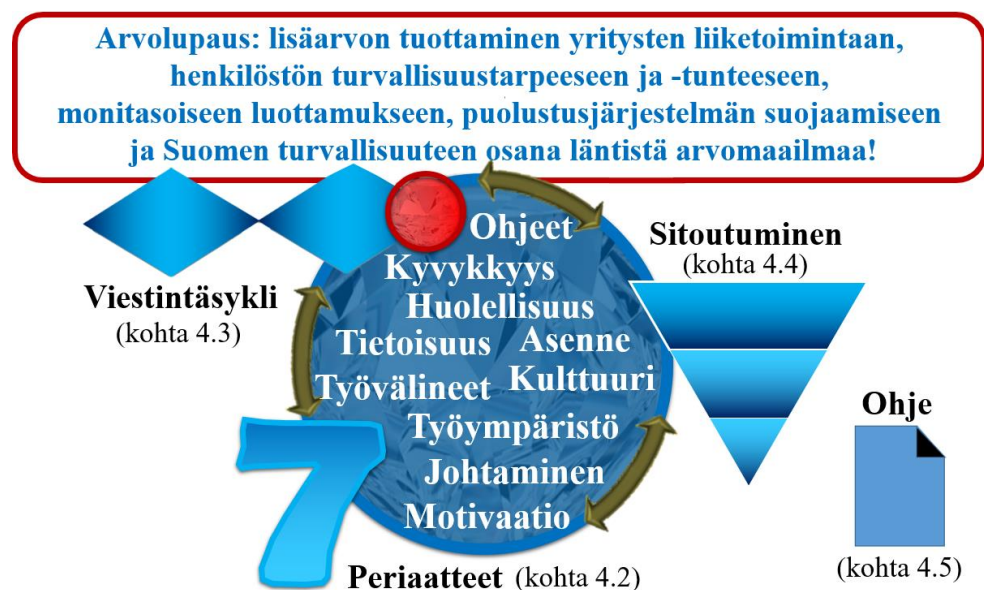 Arvolupaus: lisäarvon tuottaminen yritysten liiketoimintaan,
henkilöstön turvallisuustarpeeseen ja -tunteeseen,
monitasoiseen luottamukseen, puolustusjärjestelmän suojaamiseen
ja Suomen turvallisuuteen osana läntistä arvomaailmaa!
Viestintäsykli
(kohta 4.3)
Ohjeet
Kyvykkyys
Huolellisuus
Tietoisuus Asenne
Työvälineet Kulttuuri
Työympäristö
Johtaminen
Motivaatio
Sitoutuminen
(kohta 4.4)
7
Periaatteet (kohta 4.2)
Ohje
(kohta 4.5)